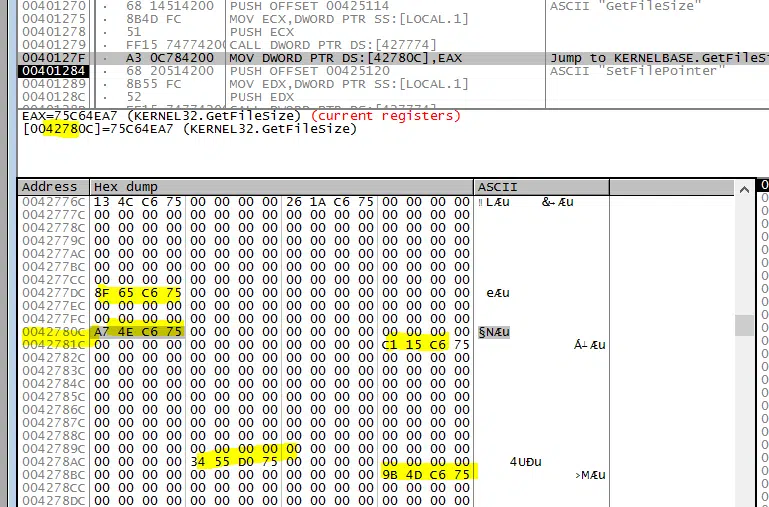 00401270 · 68 14514200 PUSH OFFSET 00425114 ASCII "GetFileSize"
00401275 · 8B4D FC MOV ECX,DWORD PTR SS:[LOCAL.1]
00401278 · 51 PUSH ECX
00401279 · FF15 74774200 CALL DWORD PTR DS:[427774]
0040127F · A3 0C784200 MOV DWORD PTR DS:[42780C],EAX Jump to KERNELBASE.GetFileSi
00401284 · 68 20514200 PUSH OFFSET 00425120 ASCII "SetFilePointer"
00401289 · 8B55 FC MOV EDX,DWORD PTR SS:[LOCAL.1]
0040128C · 52 PUSH EDX
EAX=75C64EA7 (KERNEL32.GetFileSize) (current registers)
[0042780C]=75C64EA7 (KERNEL32.GetFileSize)
Address Hex dump ASCII
0042776C 13 4C C6 75 00 00 00 00 26 1A C6 75 00 00 00 00 ‼LÆu &→Æu
0042777C 00 00 00 00 00 00 00 00 00 00 00 00 00 00 00 00
0042778C 00 00 00 00 00 00 00 00 00 00 00 00 00 00 00 00
0042779C 00 00 00 00 00 00 00 00 00 00 00 00 00 00 00 00
004277AC 00 00 00 00 00 00 00 00 00 00 00 00 00 00 00 00
004277BC 00 00 00 00 00 00 00 00 00 00 00 00 00 00 00 00
004277CC 00 00 00 00 00 00 00 00 00 00 00 00 00 00 00 00
004277DC 8F 65 C6 75 00 00 00 00 00 00 00 00 00 00 00 00 eÆu
004277EC 00 00 00 00 00 00 00 00 00 00 00 00 00 00 00 00
004277FC 00 00 00 00 00 00 00 00 00 00 00 00 00 00 00 00
0042780C A7 4E C6 75 00 00 00 00 00 00 00 00 00 00 00 00 §NÆu
0042781C 00 00 00 00 00 00 00 00 00 00 00 00 C1 15 C6 75 Á┴Æu
0042782C 00 00 00 00 00 00 00 00 00 00 00 00 00 00 00 00
0042783C 00 00 00 00 00 00 00 00 00 00 00 00 00 00 00 00
0042784C 00 00 00 00 00 00 00 00 00 00 00 00 00 00 00 00
0042785C 00 00 00 00 00 00 00 00 00 00 00 00 00 00 00 00
0042786C 00 00 00 00 00 00 00 00 00 00 00 00 00 00 00 00
0042787C 00 00 00 00 00 00 00 00 00 00 00 00 00 00 00 00
0042788C 00 00 00 00 00 00 00 00 00 00 00 00 00 00 00 00
0042789C 00 00 00 00 00 00 00 00 00 00 00 00 00 00 00 00
004278AC 00 00 00 00 34 55 D0 75 00 00 00 00 00 00 00 00 4UÐu
004278BC 00 00 00 00 00 00 00 00 00 00 00 00 9B 4D C6 75 ›MÆu
004278CC 00 00 00 00 00 00 00 00 00 00 00 00 00 00 00 00
004278DC 00 00 00 00 00 00 00 00 00 00 00 00 00 00 00 00